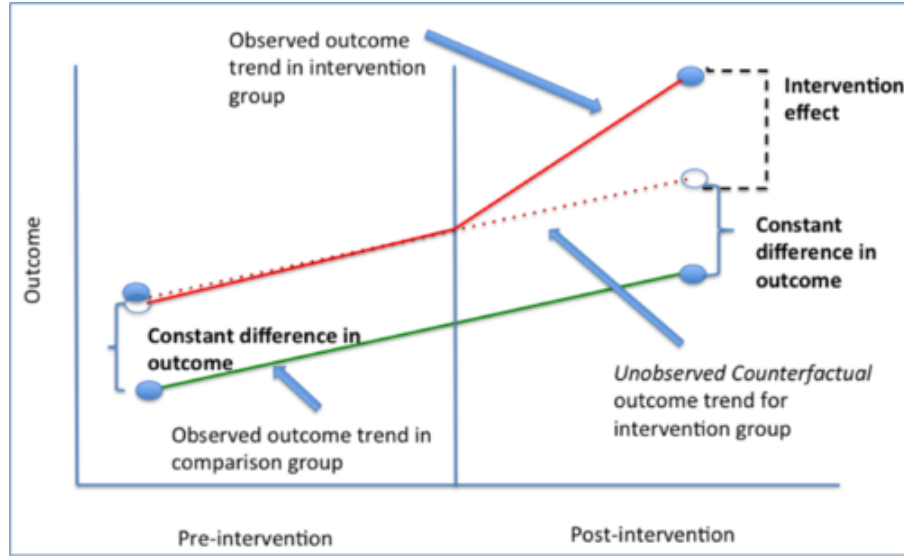 Observed outcome
trend in intervention
group
Intervention
effect
Constant
difference in
outcome
Outcome
Constant difference in
outcome
Unobserved Counterfactual
outcome trend for
intervention group
Observed outcome trend in
comparison group
Pre-intervention
Post-intervention